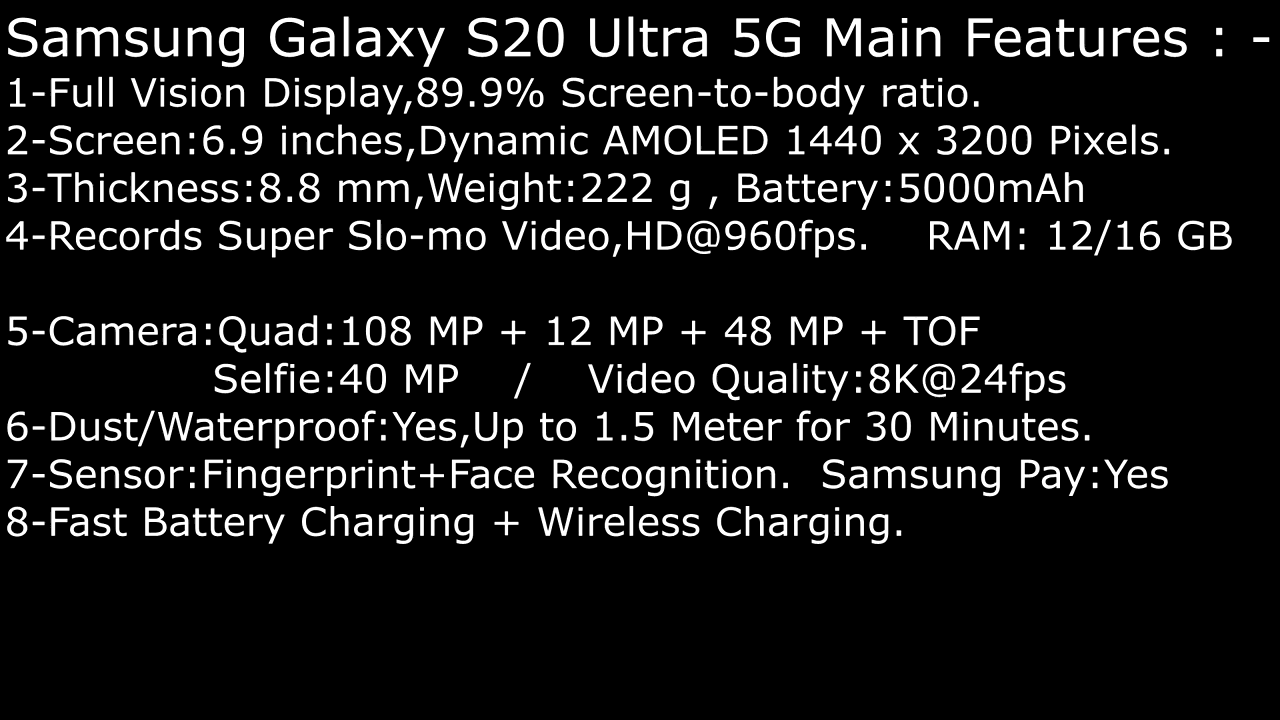 Samsung Galaxy S20 Ultra 5G Main Features : -
1-Full Vision Display,89.9% Screen-to-body ratio.
2-Screen:6.9 inches,Dynamic AMOLED 1440 x 3200 Pixels.
3-Thickness:8.8 mm,Weight:222 g , Battery:5000mAh
4-Records Super Slo-mo Video,HD@960fps. RAM: 12/16 GB
5-Camera:Quad:108 MP + 12 MP + 48 MP + TOF
Selfie:40 MP / Video Quality:8K@24fps
6-Dust/Waterproof:Yes,Up to 1.5 Meter for 30 Minutes.
7-Sensor:Fingerprint+Face Recognition. Samsung Pay:Yes
8-Fast Battery Charging + Wireless Charging.